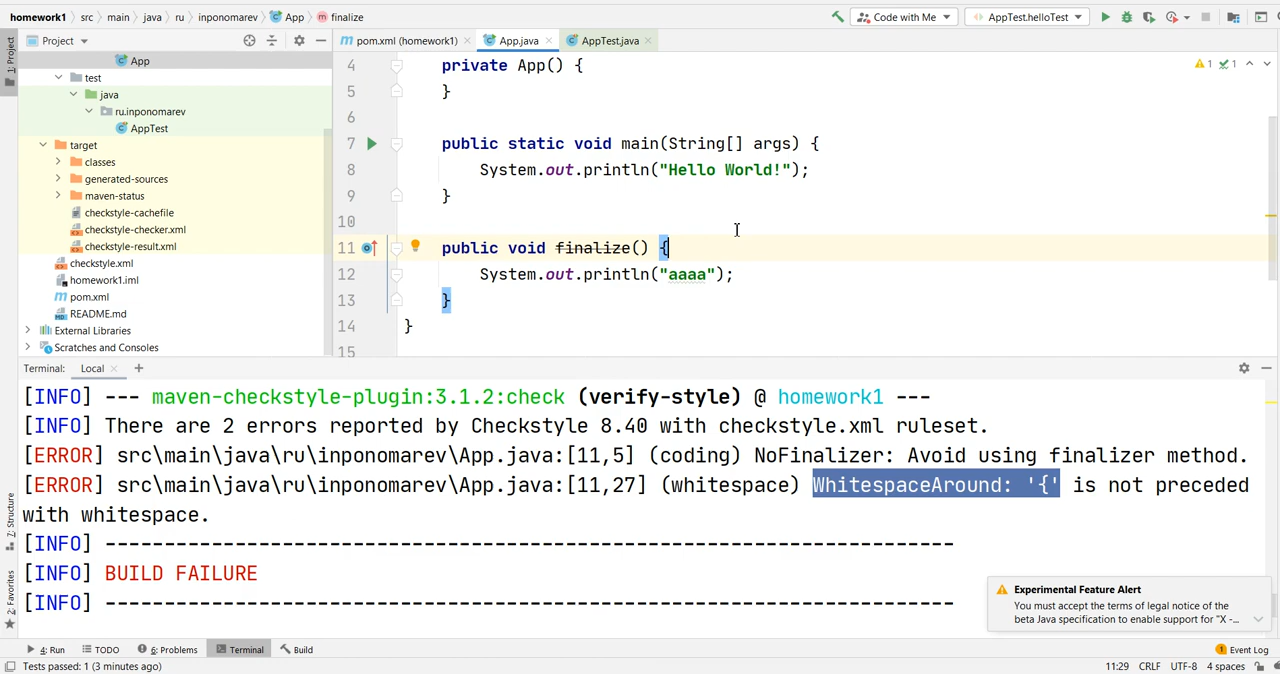 homework1 src main java ru inponomarev App finalize Code with Me AppTest.helloTest
Project pom.xml (homework1) App.java AppTest.java
1: Project
App
test
java
ru.inponomarev
AppTest
target
classes
generated-sources
maven-status
checkstyle-cachefile
checkstyle-checker.xml
checkstyle-result.xml
checkstyle.xml
homework1.iml
pom.xml
README.md
External Libraries
Scratches and Consoles
4 private App() {
5 }
6
7 public static void main(String[] args) {
8 System.out.println("Hello World!");
9 }
10
11 public void finalize() {
12 System.out.println("aaaa");
13 }
14 }
15
1 1
Terminal: Local
[INFO] --- maven-checkstyle-plugin:3.1.2:check (verify-style) @ homework1 ---
[INFO] There are 2 errors reported by Checkstyle 8.40 with checkstyle.xml ruleset.
[ERROR] src\main\java\ru\inponomarev\App.java:[11,5] (coding) NoFinalizer: Avoid using finalizer method.
[ERROR] src\main\java\ru\inponomarev\App.java:[11,27] (whitespace) WhitespaceAround: '{' is not preceded
with whitespace.
[INFO] ------------------------------------------------------------------------
[INFO] BUILD FAILURE
[INFO] ------------------------------------------------------------------------
7: Structure
2: Favorites
Experimental Feature Alert
You must accept the terms of legal notice of the
beta Java specification to enable support for "X -...
4: Run TODO 6: Problems Terminal Build 1 Event Log
Tests passed: 1 (3 minutes ago) 11:29 CRLF UTF-8 4 spaces